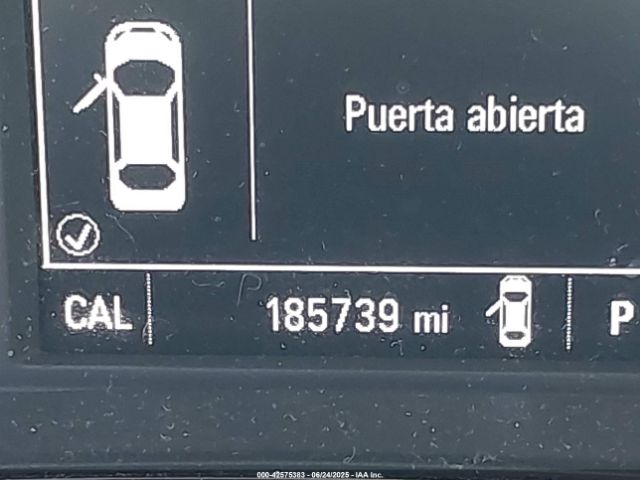 Puerta abierta
CAL 185739 mi P
000-42575383 - 06/24/2025 - IAA Inc.